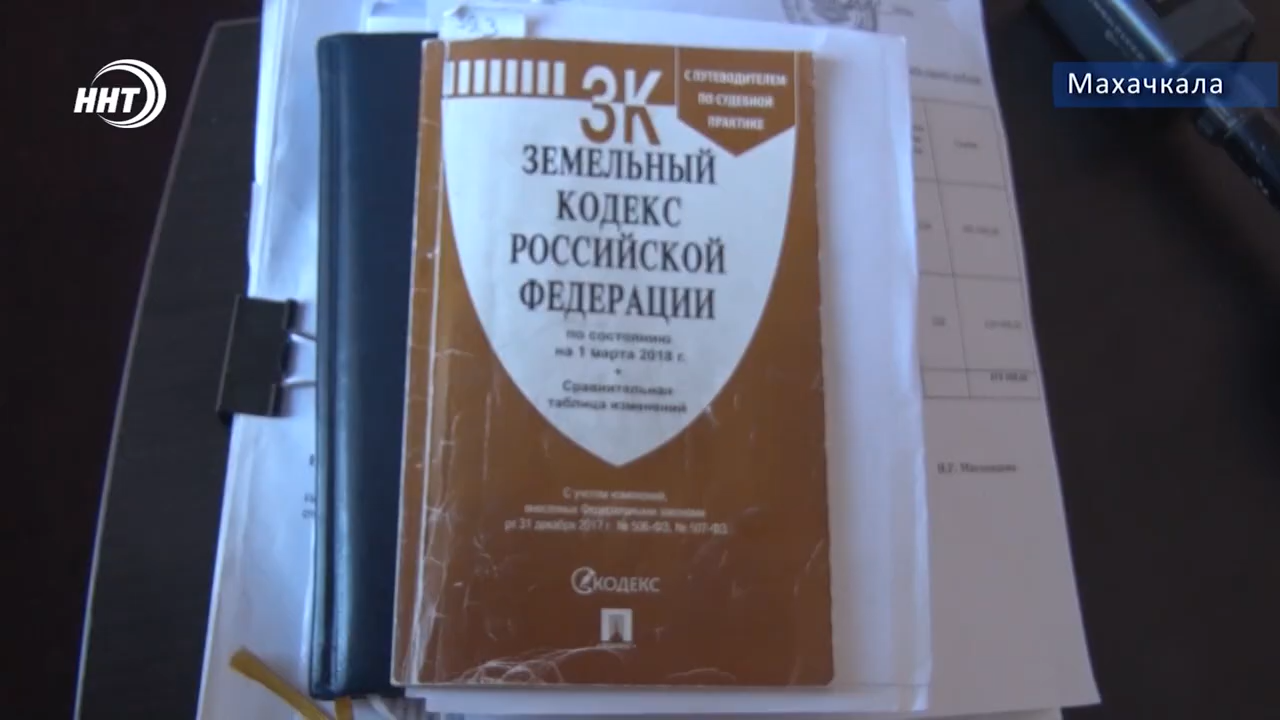 ННТ
Махачкала
ЗК
С ПУТЕВОДИТЕЛЕМ
ПО СУДЕБНОЙ
ПРАКТИКЕ
ЗЕМЕЛЬНЫЙ
КОДЕКС
РОССИЙСКОЙ
ФЕДЕРАЦИИ
по состоянию
на 1 марта 2018 г.
•
Сравнительная
таблица изменений
С учетом изменений,
внесенных Федеральными законами
от 31 декабря 2017 г. № 506-ФЗ, № 507-ФЗ
КОДЕКС